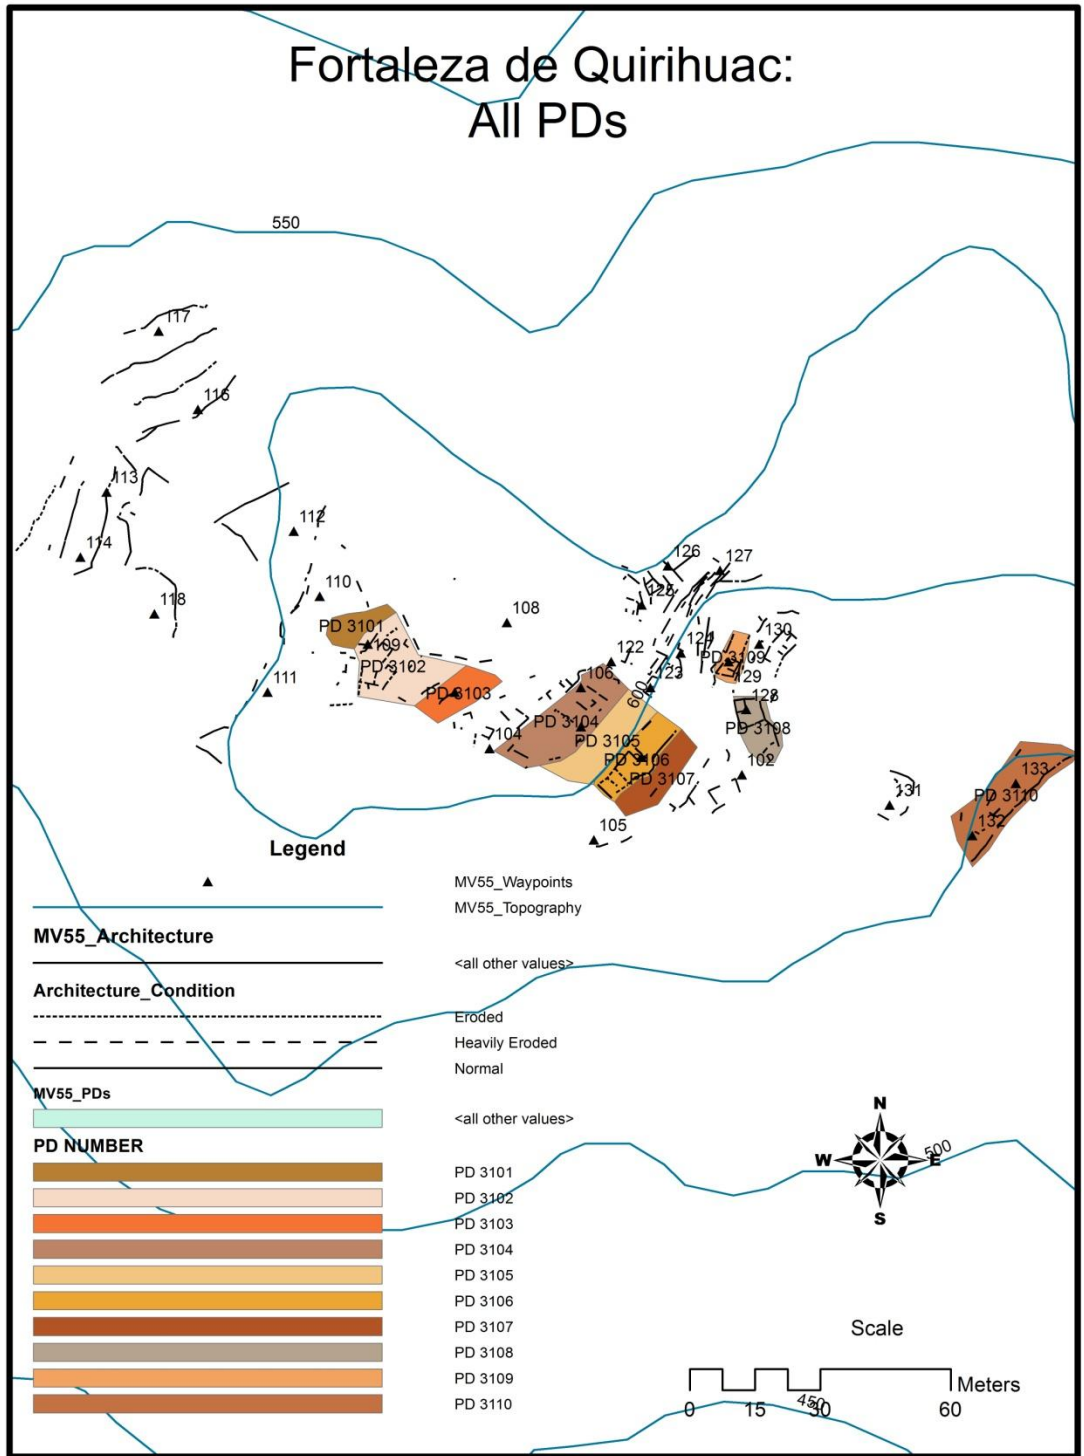 Fortaleza de Quirihuac:
All PDs
550
117
116
113
114
112
118
110
108
126
127
125
PD 3101
109
PD 3102
111
PD 3103
122
124
130
PD 3109
129
106
123
600
128
PD 3104
104
PD 3105
PD 3108
PD 3106
PD 3107
102
133
131
PD 3110
132
105
Legend
MV55_Waypoints
MV55_Topography
MV55_Architecture
<all other values>
Architecture_Condition
Eroded
Heavily Eroded
Normal
MV55_PDs
<all other values>
PD NUMBER
PD 3101
PD 3102
PD 3103
PD 3104
PD 3105
PD 3106
PD 3107
PD 3108
PD 3109
PD 3110
N
W E
S
500
Scale
Meters
450
0 15 30 60